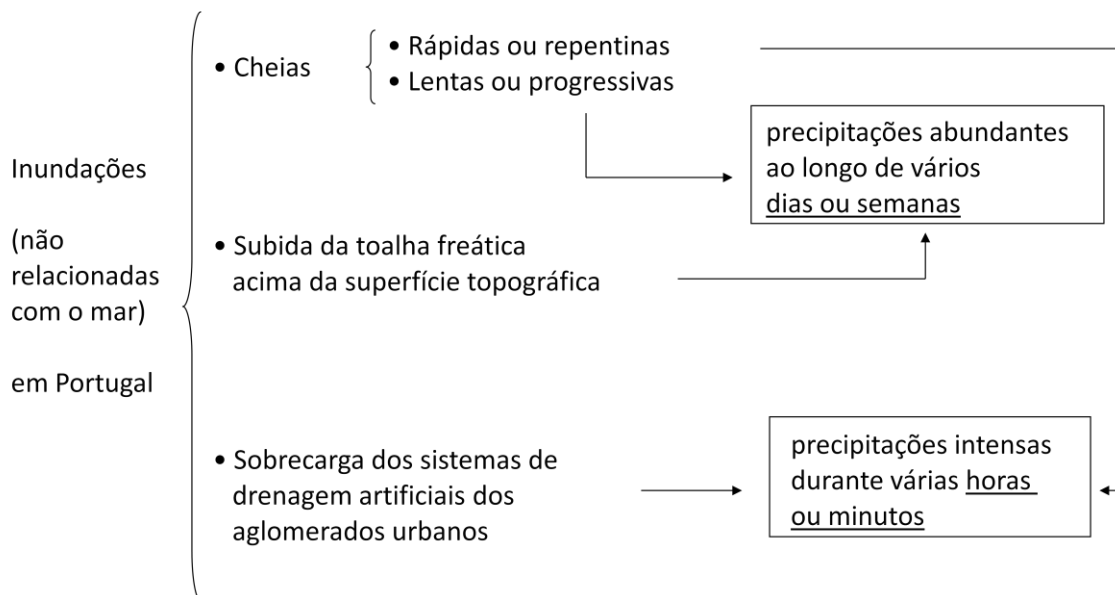 • Rápidas ou repentinas
• Cheias
• Lentas ou progressivas
precipitações abundantes
ao longo de vários
dias ou semanas
Inundações
(não
relacionadas
com o mar)
em Portugal
• Subida da toalha freática
acima da superfície topográfica
• Sobrecarga dos sistemas de
drenagem artificiais dos
aglomerados urbanos
precipitações intensas
durante várias horas
ou minutos